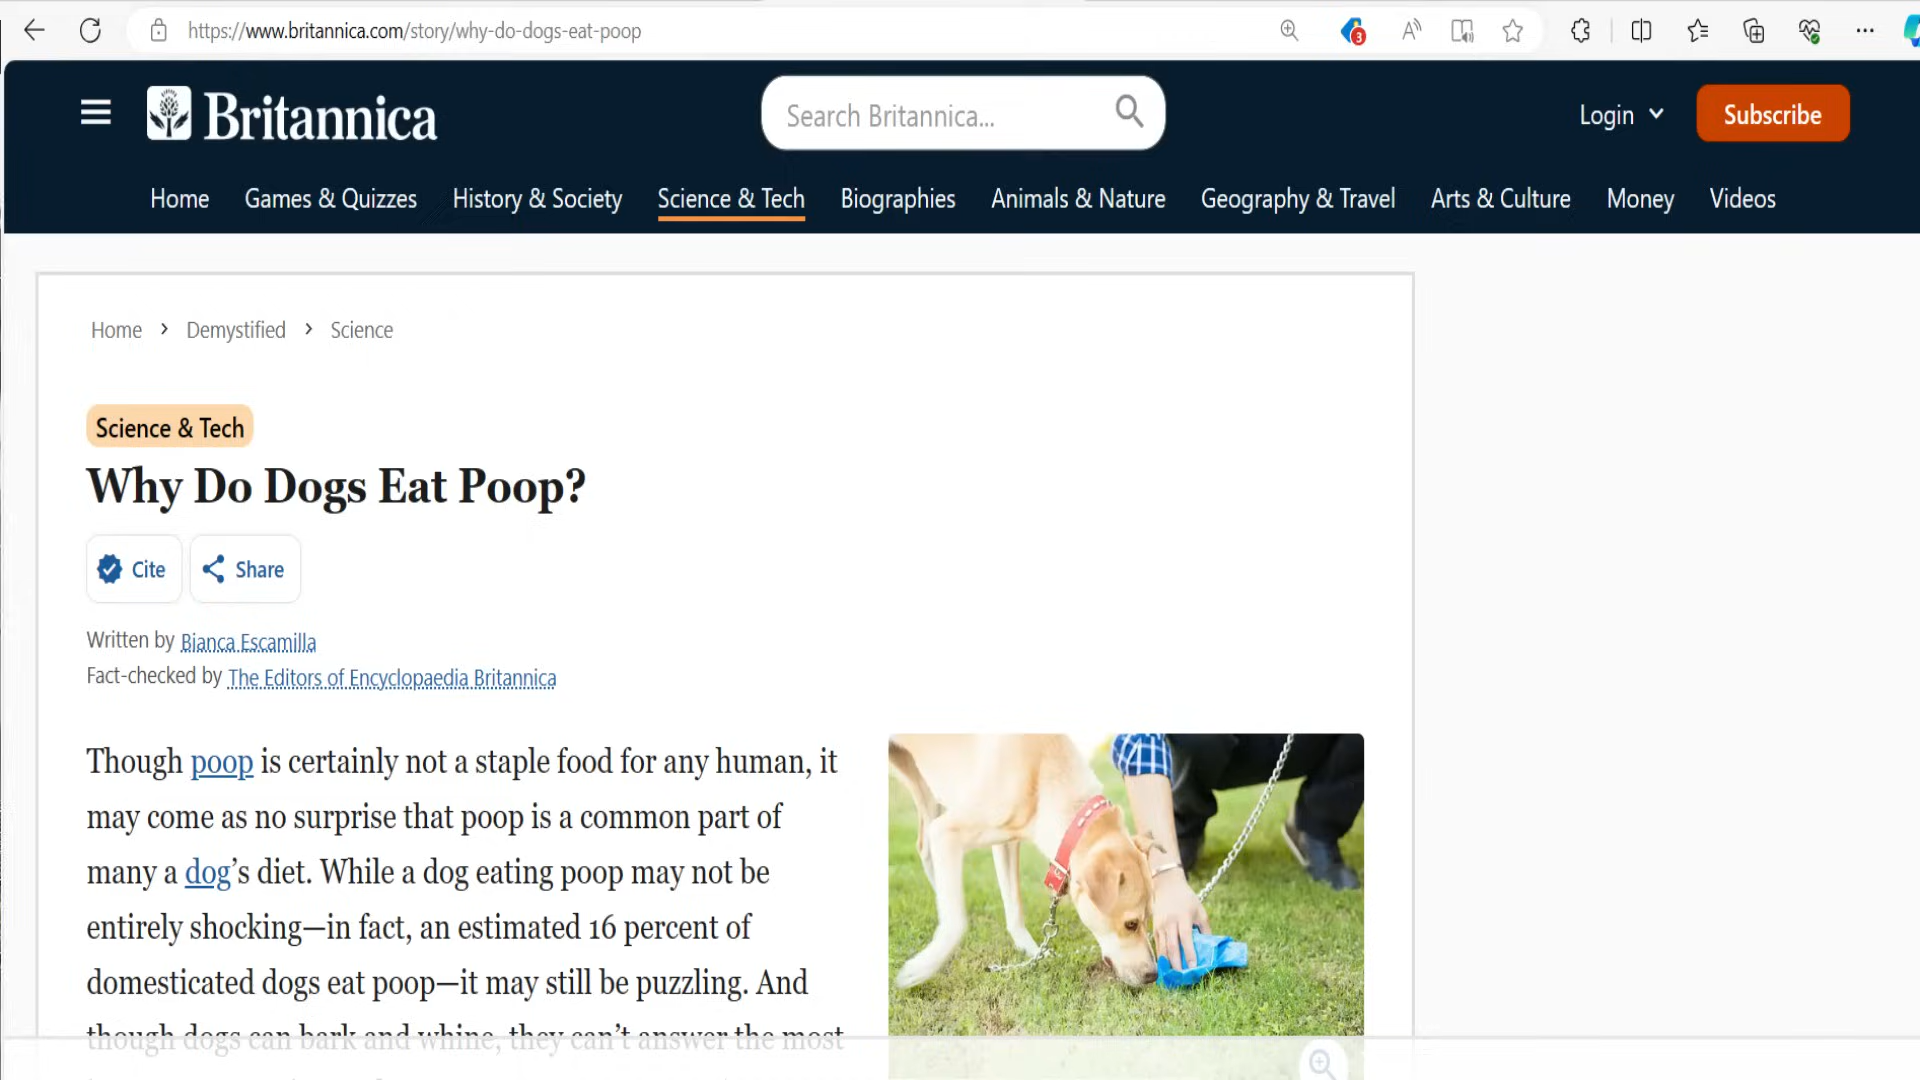 https://www.britannica.com/story/why-do-dogs-eat-poop
3
Britannica
Search Britannica...
Login
Subscribe
Home Games & Quizzes History & Society Science & Tech Biographies Animals & Nature Geography & Travel Arts & Culture Money Videos
Home > Demystified > Science
Science & Tech
Why Do Dogs Eat Poop?
Cite Share
Written by Bianca Escamilla
Fact-checked by The Editors of Encyclopaedia Britannica
Though poop is certainly not a staple food for any human, it
may come as no surprise that poop is a common part of
many a dog’s diet. While a dog eating poop may not be
entirely shocking—in fact, an estimated 16 percent of
domesticated dogs eat poop—it may still be puzzling. And
though dogs can bark and whine, they can’t answer the most